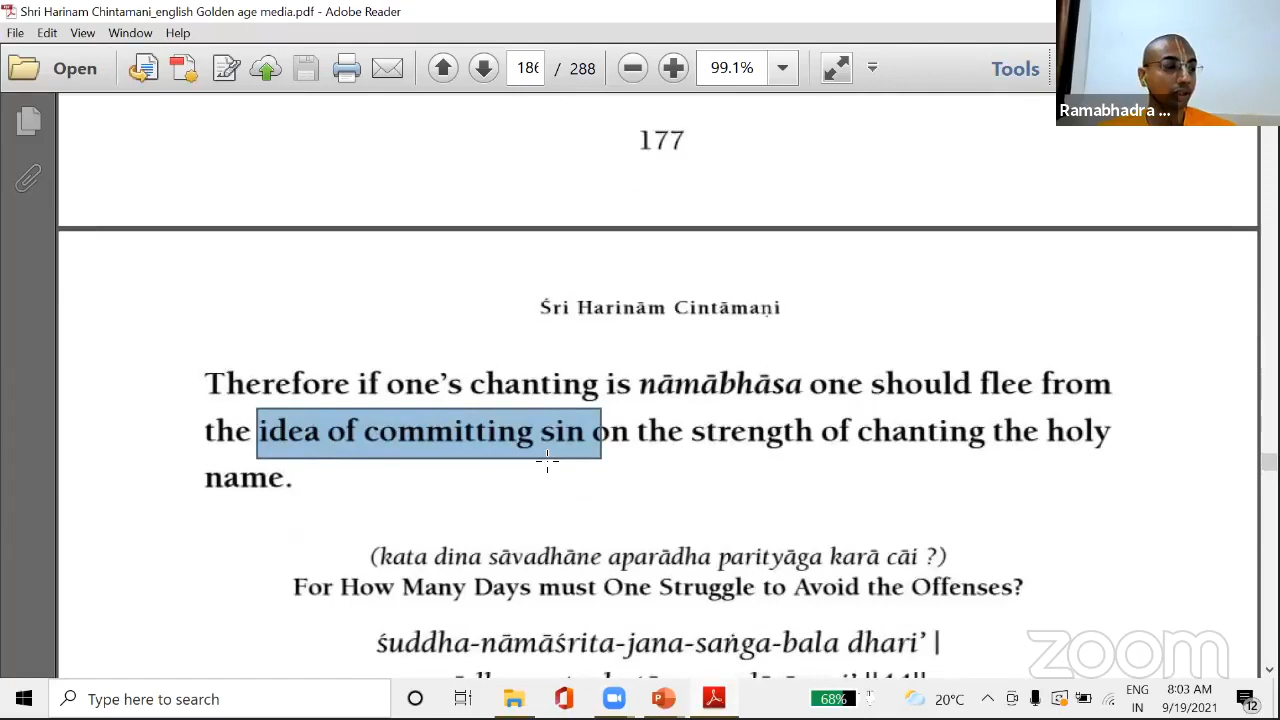 Shri Harinam Chintamani_english Golden age media.pdf - Adobe Reader
File Edit View Window Help
Open 186 / 288 99.1% Tools
Ramabhadra ...
177
Śri Harinām Cintāmaṇi
Therefore if one's chanting is nāmābhāsa one should flee from
the idea of committing sin on the strength of chanting the holy
name.
(kata dina sāvadhāne aparādha parityāga karā cāi ?)
For How Many Days must One Struggle to Avoid the Offenses?
śuddha-nāmāśrita-jana-saṅga-bala dhari' |
zoom
Type here to search 68% 20°C ENG 8:03 AM
IN 9/19/2021 12